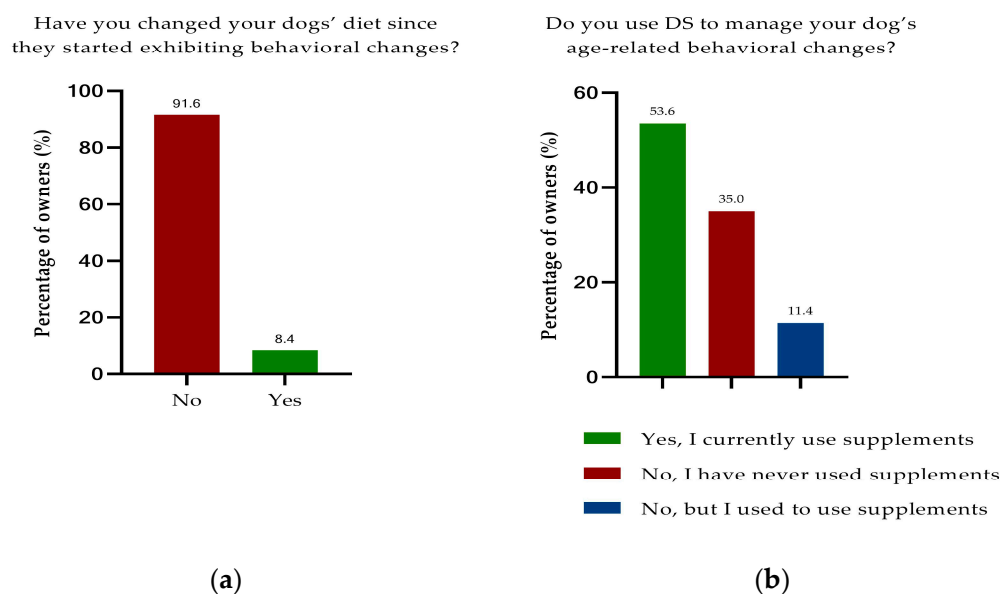 Have you changed your dogs’ diet since
they started exhibiting behavioral changes?
100
80
60
40
20
0
Percentage of owners (%)
91.6
8.4
No
Yes
(a)
Do you use DS to manage your dog’s
age-related behavioral changes?
60
40
20
0
Percentage of owners (%)
53.6
35.0
11.4
Yes, I currently use supplements
No, I have never used supplements
No, but I used to use supplements
(b)